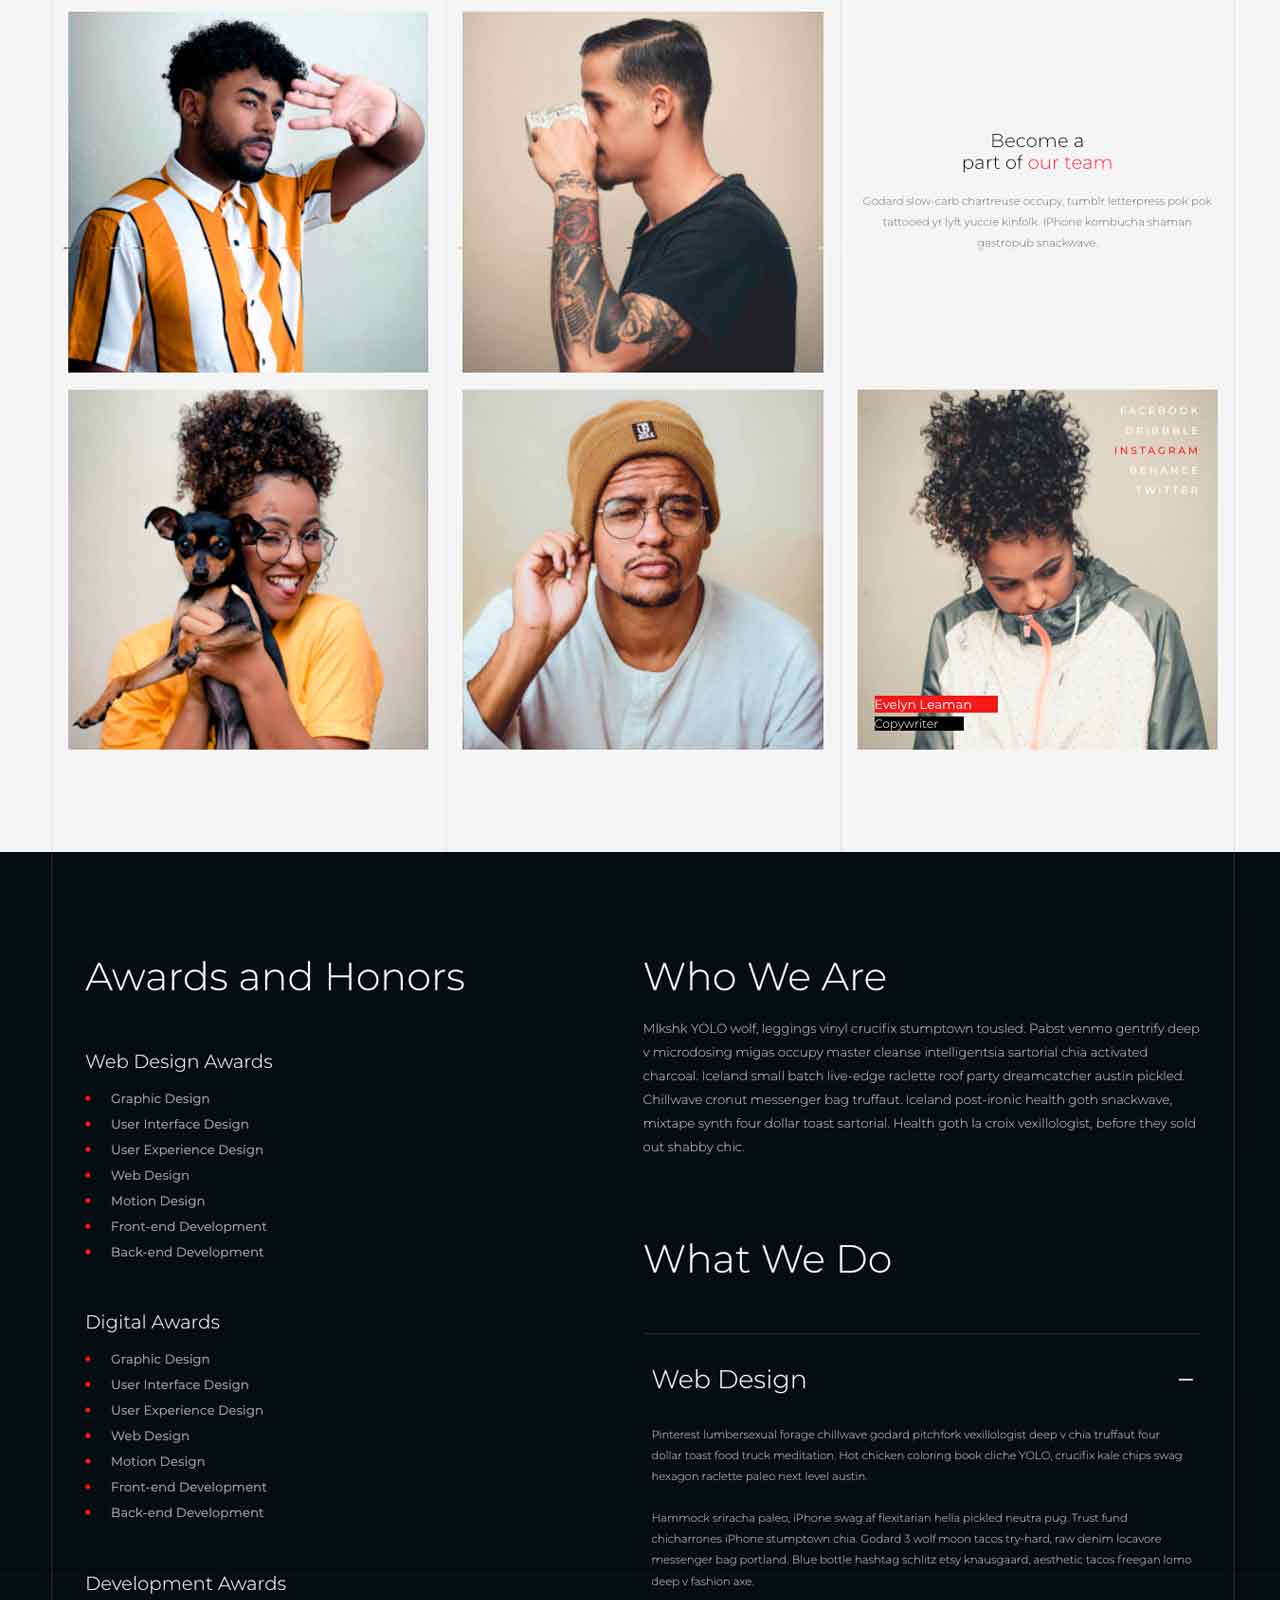 Become a
part of our team
Godard slow-carb chartreuse occupy, tumblr letterpress pok pok
tattooed yr lyft yuccie kinfolk. iPhone kombucha shaman
gastropub snackwave.
FACEBOOK
DRIBBBLE
INSTAGRAM
BEHANCE
TWITTER
Evelyn Leaman
Copywriter
Awards and Honors
Web Design Awards
Graphic Design
User Interface Design
User Experience Design
Web Design
Motion Design
Front-end Development
Back-end Development
Digital Awards
Graphic Design
User Interface Design
User Experience Design
Web Design
Motion Design
Front-end Development
Back-end Development
Development Awards
Who We Are
Mlkshk YOLO wolf, leggings vinyl crucifix stumptown tousled. Pabst venmo gentrify deep
v microdosing migas occupy master cleanse intelligentsia sartorial chia activated
charcoal. Iceland small batch live-edge raclette roof party dreamcatcher austin pickled.
Chillwave cronut messenger bag truffaut. Iceland post-ironic health goth snackwave,
mixtape synth four dollar toast sartorial. Health goth la croix vexillologist, before they sold
out shabby chic.
What We Do
Web Design
Pinterest lumbersexual forage chillwave godard pitchfork vexillologist deep v chia truffaut four
dollar toast food truck meditation. Hot chicken coloring book cliche YOLO, crucifix kale chips swag
hexagon raclette paleo next level austin.
Hammock sriracha paleo, iPhone swag af flexitarian hella pickled neutra pug. Trust fund
chicharrones iPhone stumptown chia. Godard 3 wolf moon tacos try-hard, raw denim locavore
messenger bag portland. Blue bottle hashtag schlitz etsy knausgaard, aesthetic tacos freegan lomo
deep v fashion axe.